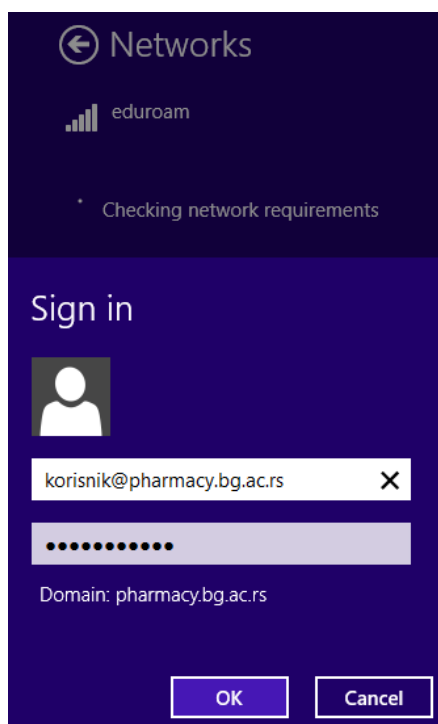 Networks
eduroam
Checking network requirements
Sign in
korisnik@pharmacy.bg.ac.rs
●●●●●●●●●●●
Domain: pharmacy.bg.ac.rs
OK
Cancel